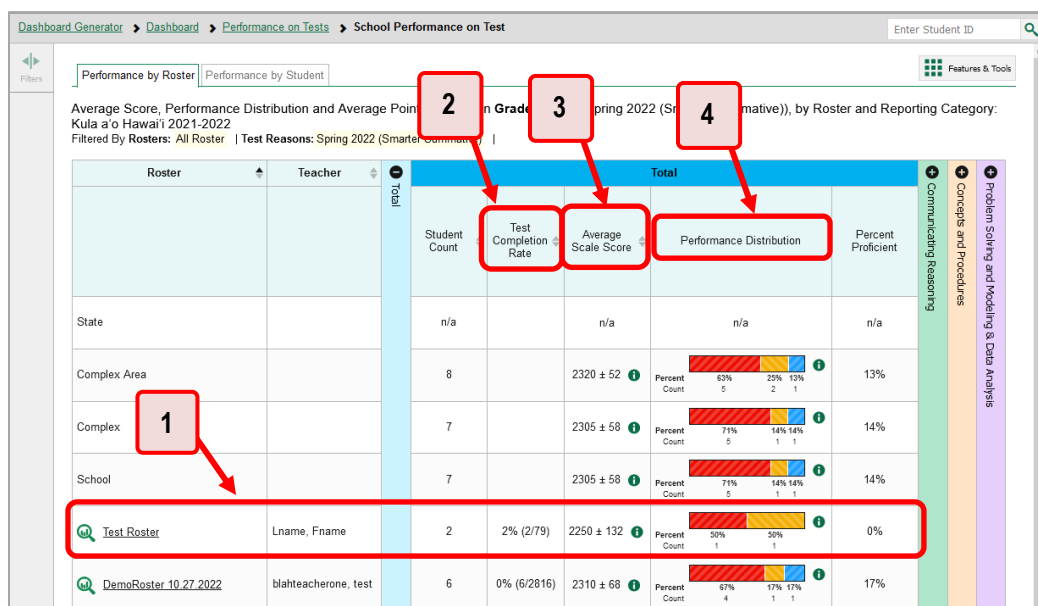 Dashboard Generator > Dashboard > Performance on Tests > School Performance on Test
Enter Student ID
Filters
Performance by Roster
Performance by Student
Features & Tools
Average Score, Performance Distribution and Average Poin n Grade pring 2022 (Sm mative)), by Roster and Reporting Category:
Kula a'o Hawai'i 2021-2022
Filtered By Rosters: All Roster | Test Reasons: Spring 2022 (Smarter Summative) |
2
3
4
Roster
Teacher
Total
Total
Communicating Reasoning
Concepts and Procedures
Problem Solving and Modeling & Data Analysis
Student Count
Test Completion Rate
Average Scale Score
Performance Distribution
Percent Proficient
State n/a n/a n/a n/a
Complex Area 8 2320 ± 52 13%
Percent 63% 25% 13%
Count 5 2 1
1
Complex 7 2305 ± 58 14%
Percent 71% 14% 14%
Count 5 1 1
School 7 2305 ± 58 14%
Percent 71% 14% 14%
Count 5 1 1
Test Roster Lname, Fname 2 2% (2/79) 2250 ± 132 0%
Percent 50% 50%
Count 1 1
DemoRoster 10.27.2022 blahteacherone, test 6 0% (6/2816) 2310 ± 68 17%
Percent 67% 17% 17%
Count 4 1 1